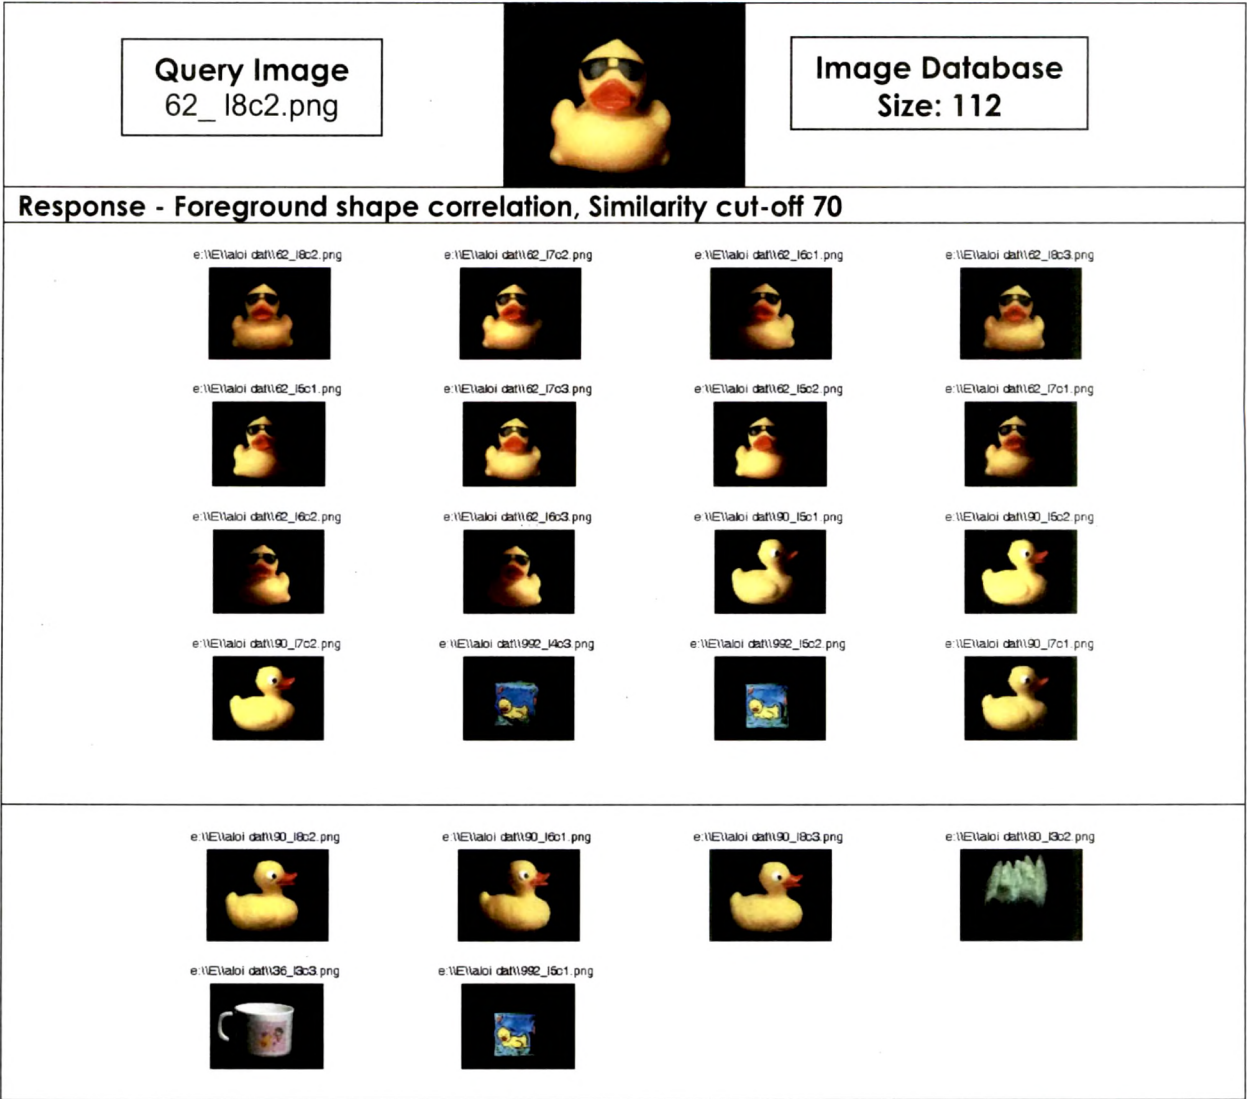 Query Image
62_ l8c2.png
Image Database
Size: 112
Response - Foreground shape correlation, Similarity cut-off 70
e:\\E\\aloi dat\\62_l8c2.png
e:\\E\\aloi dat\\62_l7c2.png
e:\\E\\aloi dat\\62_l6c1.png
e:\\E\\aloi dat\\62_l8c3.png
e:\\E\\aloi dat\\62_l5c1.png
e:\\E\\aloi dat\\62_l7c3.png
e:\\E\\aloi dat\\62_l5c2.png
e:\\E\\aloi dat\\62_l7c1.png
e:\\E\\aloi dat\\62_l6c2.png
e:\\E\\aloi dat\\62_l6c3.png
e:\\E\\aloi dat\\90_l5c1.png
e:\\E\\aloi dat\\90_l5c2.png
e:\\E\\aloi dat\\90_l7c2.png
e:\\E\\aloi dat\\992_l4c3.png
e:\\E\\aloi dat\\992_l5c2.png
e:\\E\\aloi dat\\90_l7c1.png
e:\\E\\aloi dat\\90_l8c2.png
e:\\E\\aloi dat\\90_l6c1.png
e:\\E\\aloi dat\\90_l8c3.png
e:\\E\\aloi dat\\80_l3c2.png
e:\\E\\aloi dat\\36_l3c3.png
e:\\E\\aloi dat\\992_l5c1.png